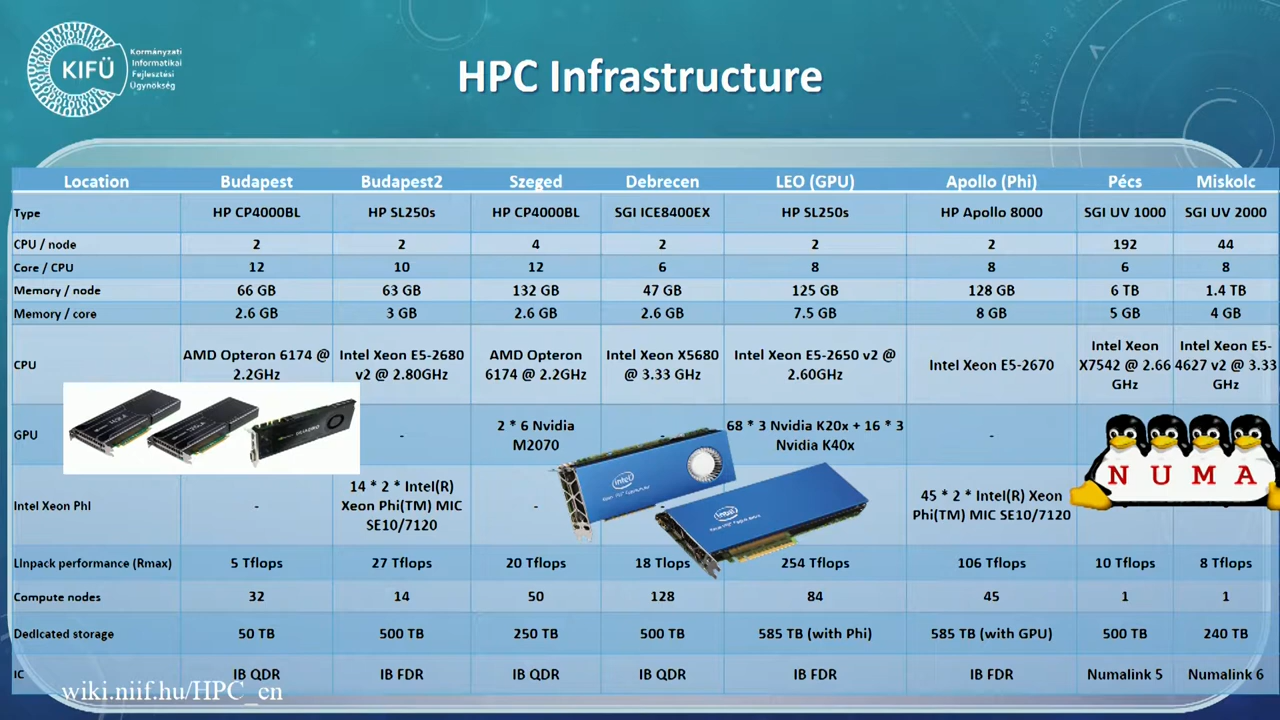 KIFÜ
Kormányzati
Informatikai
Fejlesztési
Ügynökség
HPC Infrastructure
Location Budapest Budapest2 Szeged Debrecen LEO (GPU) Apollo (Phi) Pécs Miskolc
Type HP CP4000BL HP SL250s HP CP4000BL SGI ICE8400EX HP SL250s HP Apollo 8000 SGI UV 1000 SGI UV 2000
CPU / node 2 2 4 2 2 2 192 44
Core / CPU 12 10 12 6 8 8 6 8
Memory / node 66 GB 63 GB 132 GB 47 GB 125 GB 128 GB 6 TB 1.4 TB
Memory / core 2.6 GB 3 GB 2.6 GB 2.6 GB 7.5 GB 8 GB 5 GB 4 GB
CPU AMD Opteron 6174 @ 2.2GHz Intel Xeon E5-2680 v2 @ 2.80GHz AMD Opteron 6174 @ 2.2GHz Intel Xeon X5680 @ 3.33 GHz Intel Xeon E5-2650 v2 @ 2.60GHz Intel Xeon E5-2670 Intel Xeon X7542 @ 2.66 GHz Intel Xeon E5-4627 v2 @ 3.33 GHz
GPU - 2 * 6 Nvidia M2070 - 68 * 3 Nvidia K20x + 16 * 3 Nvidia K40x -
NUMA
Intel Xeon Phi - 14 * 2 * Intel(R) Xeon Phi(TM) MIC SE10/7120 - - 45 * 2 * Intel(R) Xeon Phi(TM) MIC SE10/7120
intel
intel
Linpack performance (Rmax) 5 Tflops 27 Tflops 20 Tflops 18 Tlops 254 Tflops 106 Tflops 10 Tflops 8 Tflops
Compute nodes 32 14 50 128 84 45 1 1
Dedicated storage 50 TB 500 TB 250 TB 500 TB 585 TB (with Phi) 585 TB (with GPU) 500 TB 240 TB
IC IB QDR IB FDR IB QDR IB QDR IB FDR IB FDR Numalink 5 Numalink 6
wiki.niif.hu/HPC_en